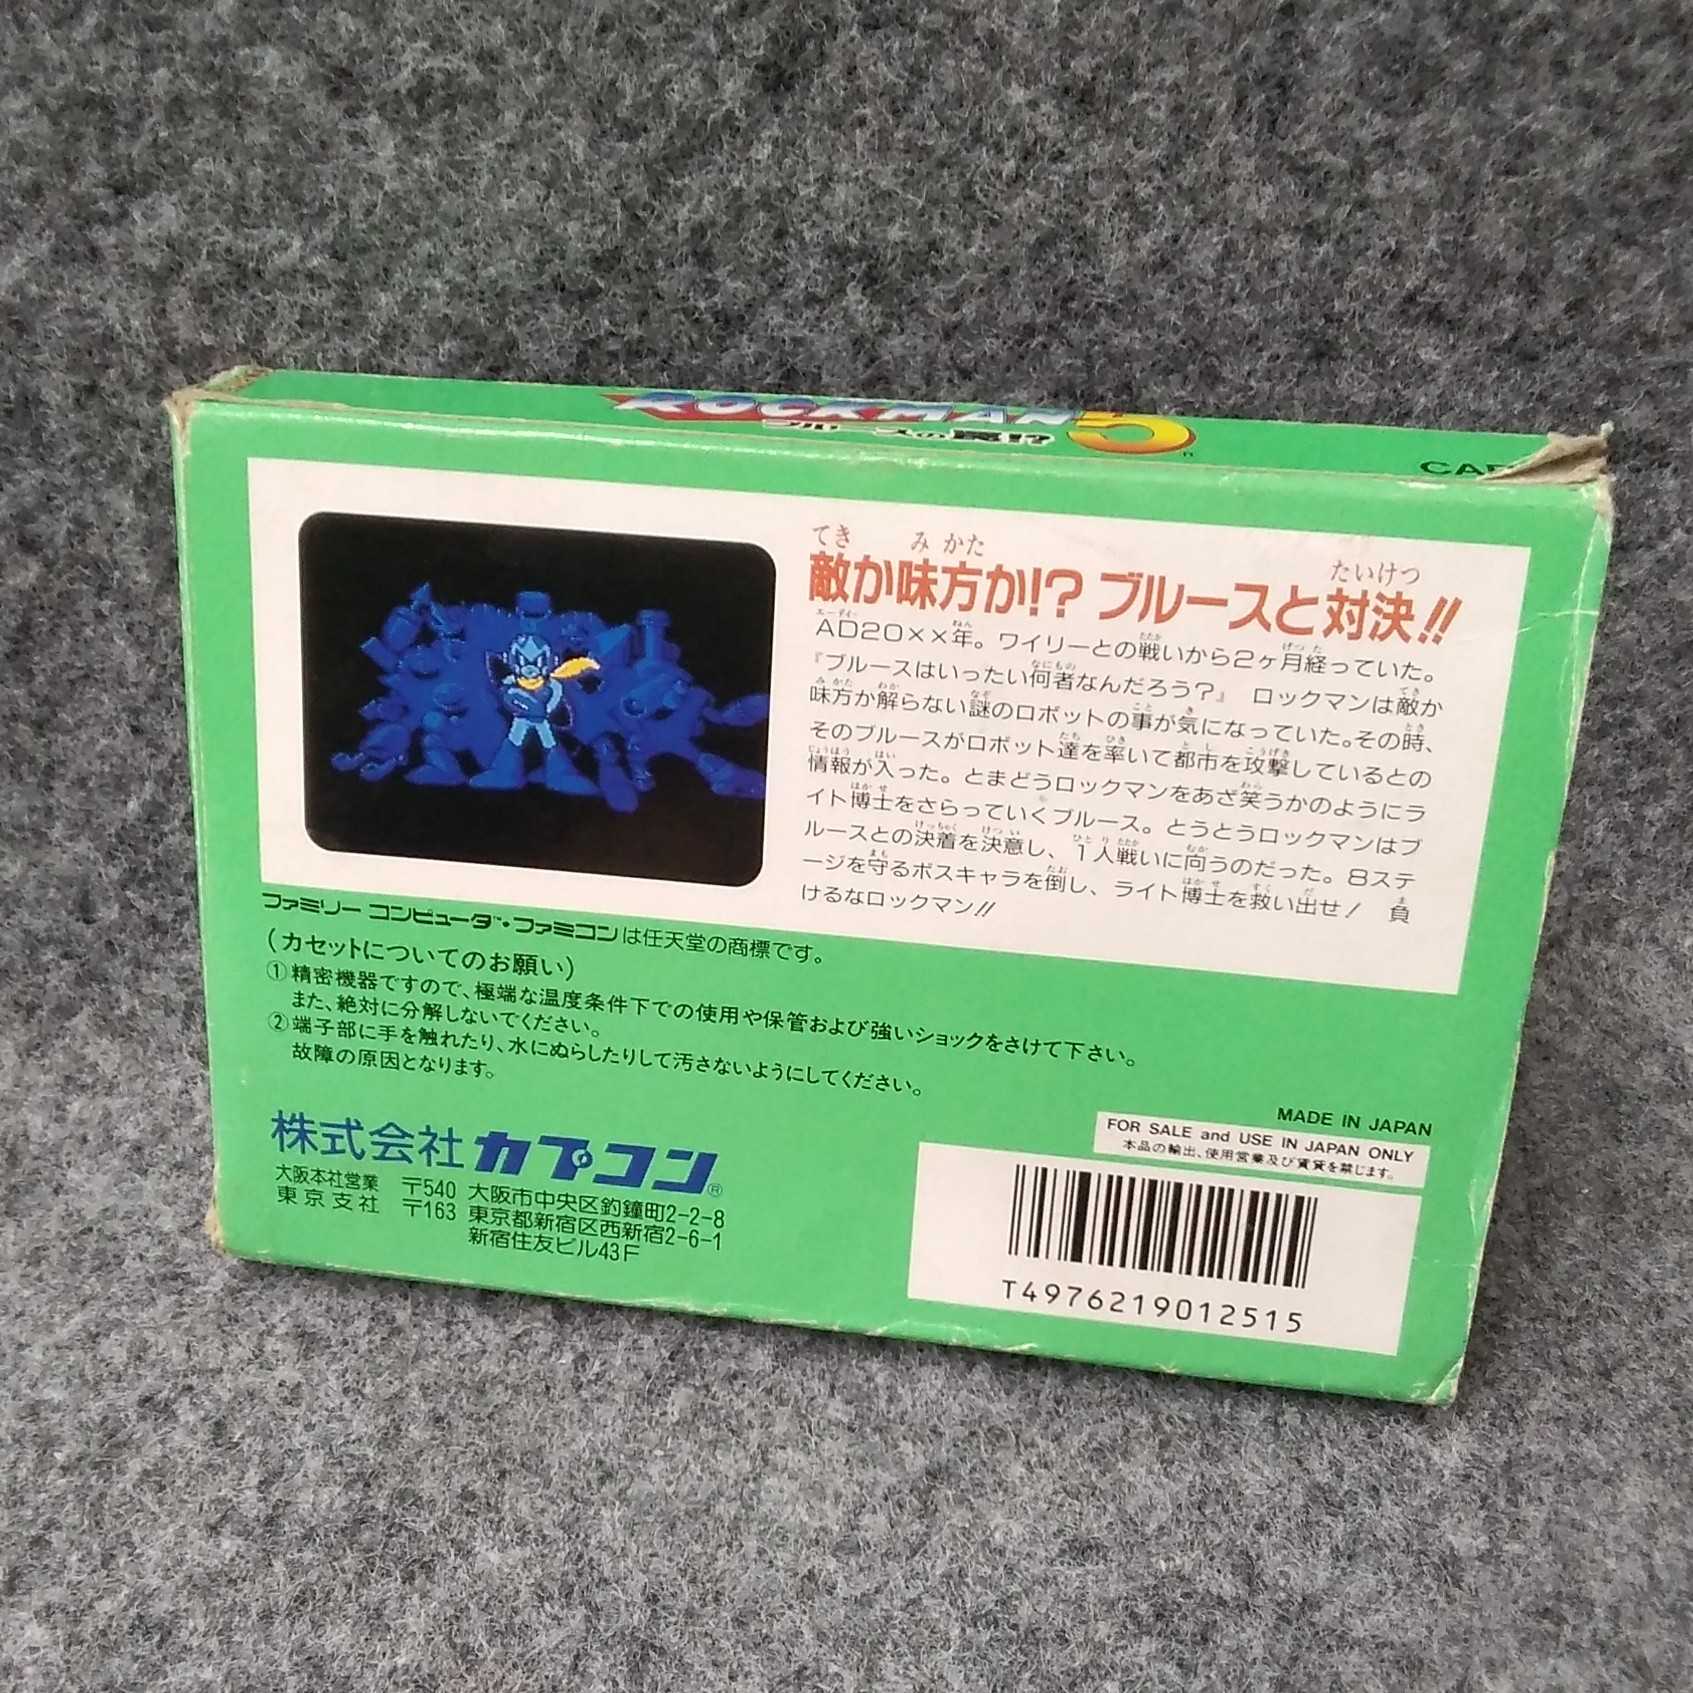 ROCKMAN 5
ブルースの罠!?
てき みかた たいけつ
敵か味方か!? ブルースと対決!!
AD20××年。ワイリーとの戦いから2ヶ月経っていた。
『ブルースはいったい何者なんだろう?』 ロックマンは敵か
味方か解らない謎のロボットの事が気になっていた。その時、
そのブルースがロボット達を率いて都市を攻撃しているとの
情報が入った。とまどうロックマンをあざ笑うかのようにラ
イト博士をさらっていくブルース。とうとうロックマンはブ
ルースとの決着を決意し、1人戦いに向うのだった。8ステ
ージを守るボスキャラを倒し、ライト博士を救い出せ! 負
けるなロックマン!!
ファミリーコンピュータ™・ファミコンは任天堂の商標です。
(カセットについてのお願い)
①精密機器ですので、極端な温度条件下での使用や保管および強いショックをさけて下さい。
また、絶対に分解しないでください。
②端子部に手を触れたり、水にぬらしたりして汚さないようにしてください。
故障の原因となります。
株式会社カプコン®
大阪本社営業 〒540 大阪市中央区釣鐘町2-2-8
東京支社 〒163 東京都新宿区西新宿2-6-1
新宿住友ビル43F
MADE IN JAPAN
FOR SALE and USE IN JAPAN ONLY
本品の輸出、使用営業及び賃貸を禁じます。
T4976219012515